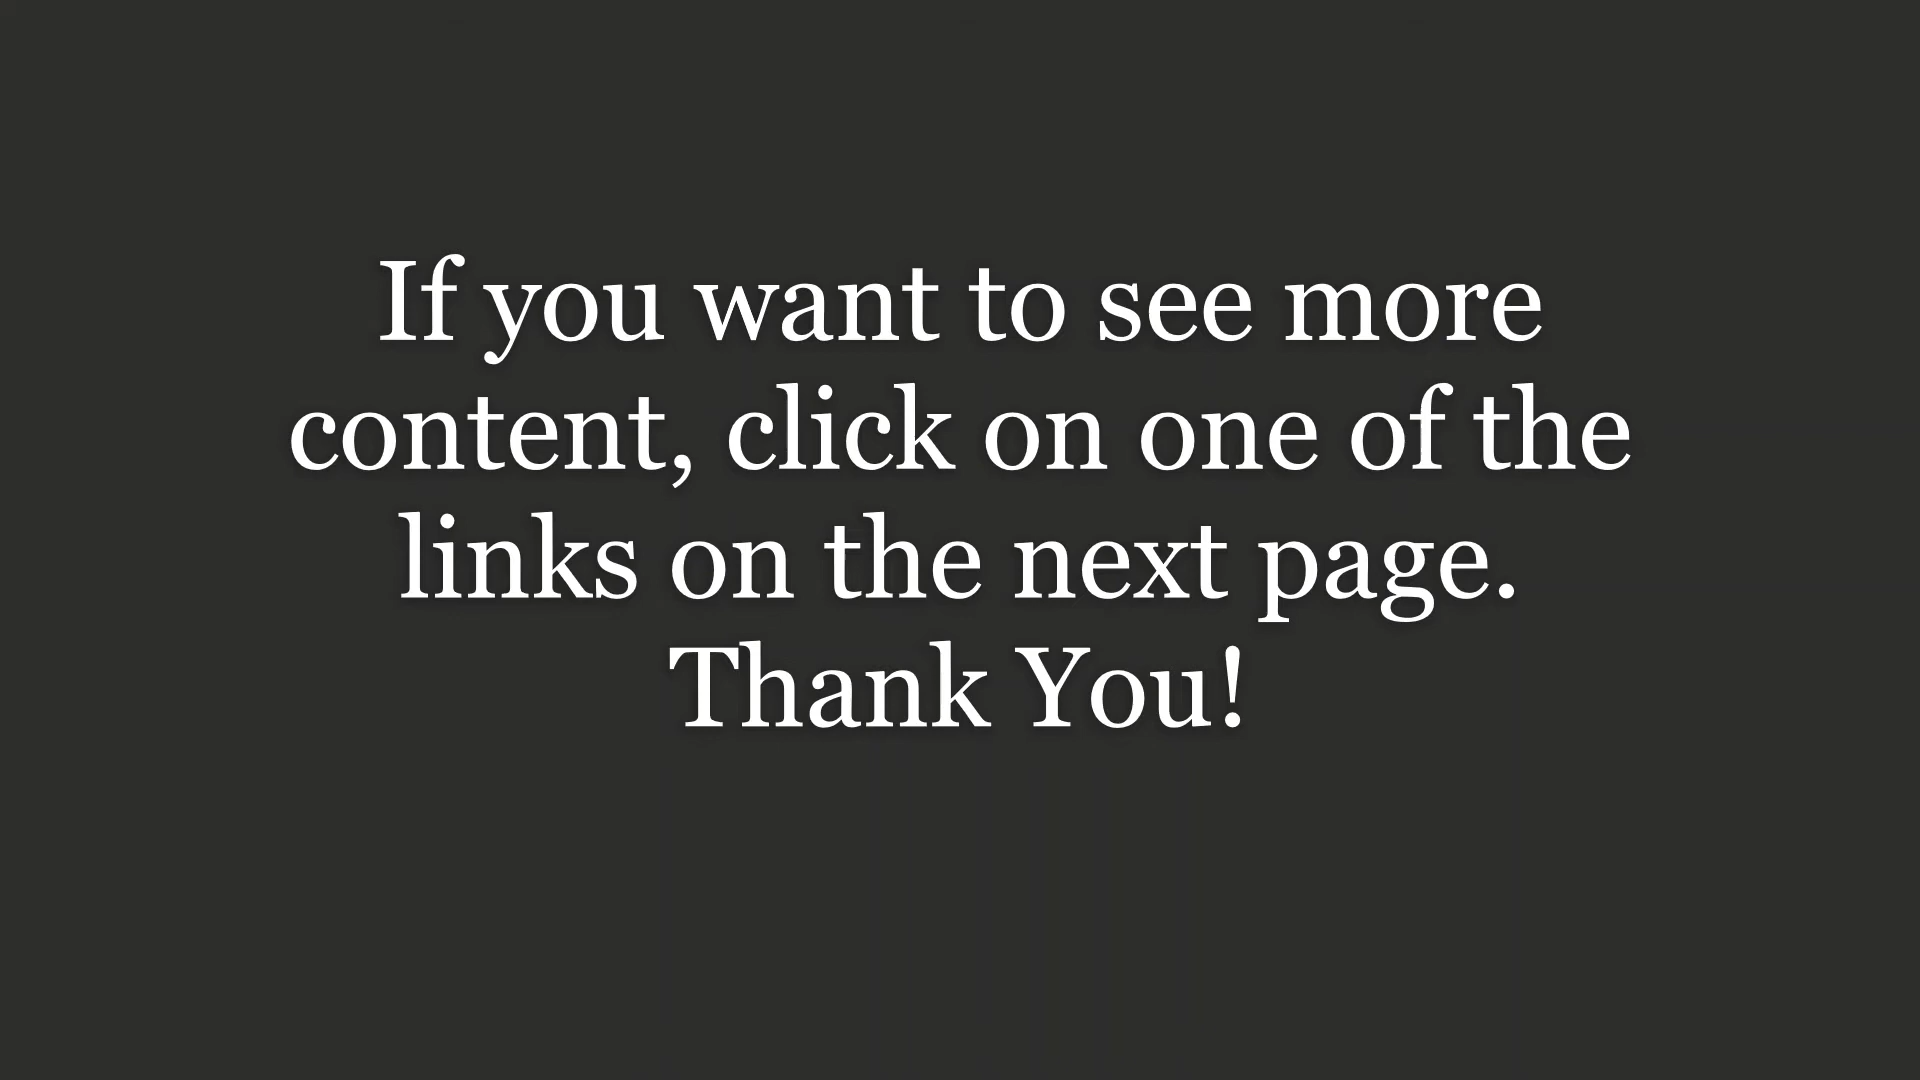 If you want to see more
content, click on one of the
links on the next page.
Thank You!